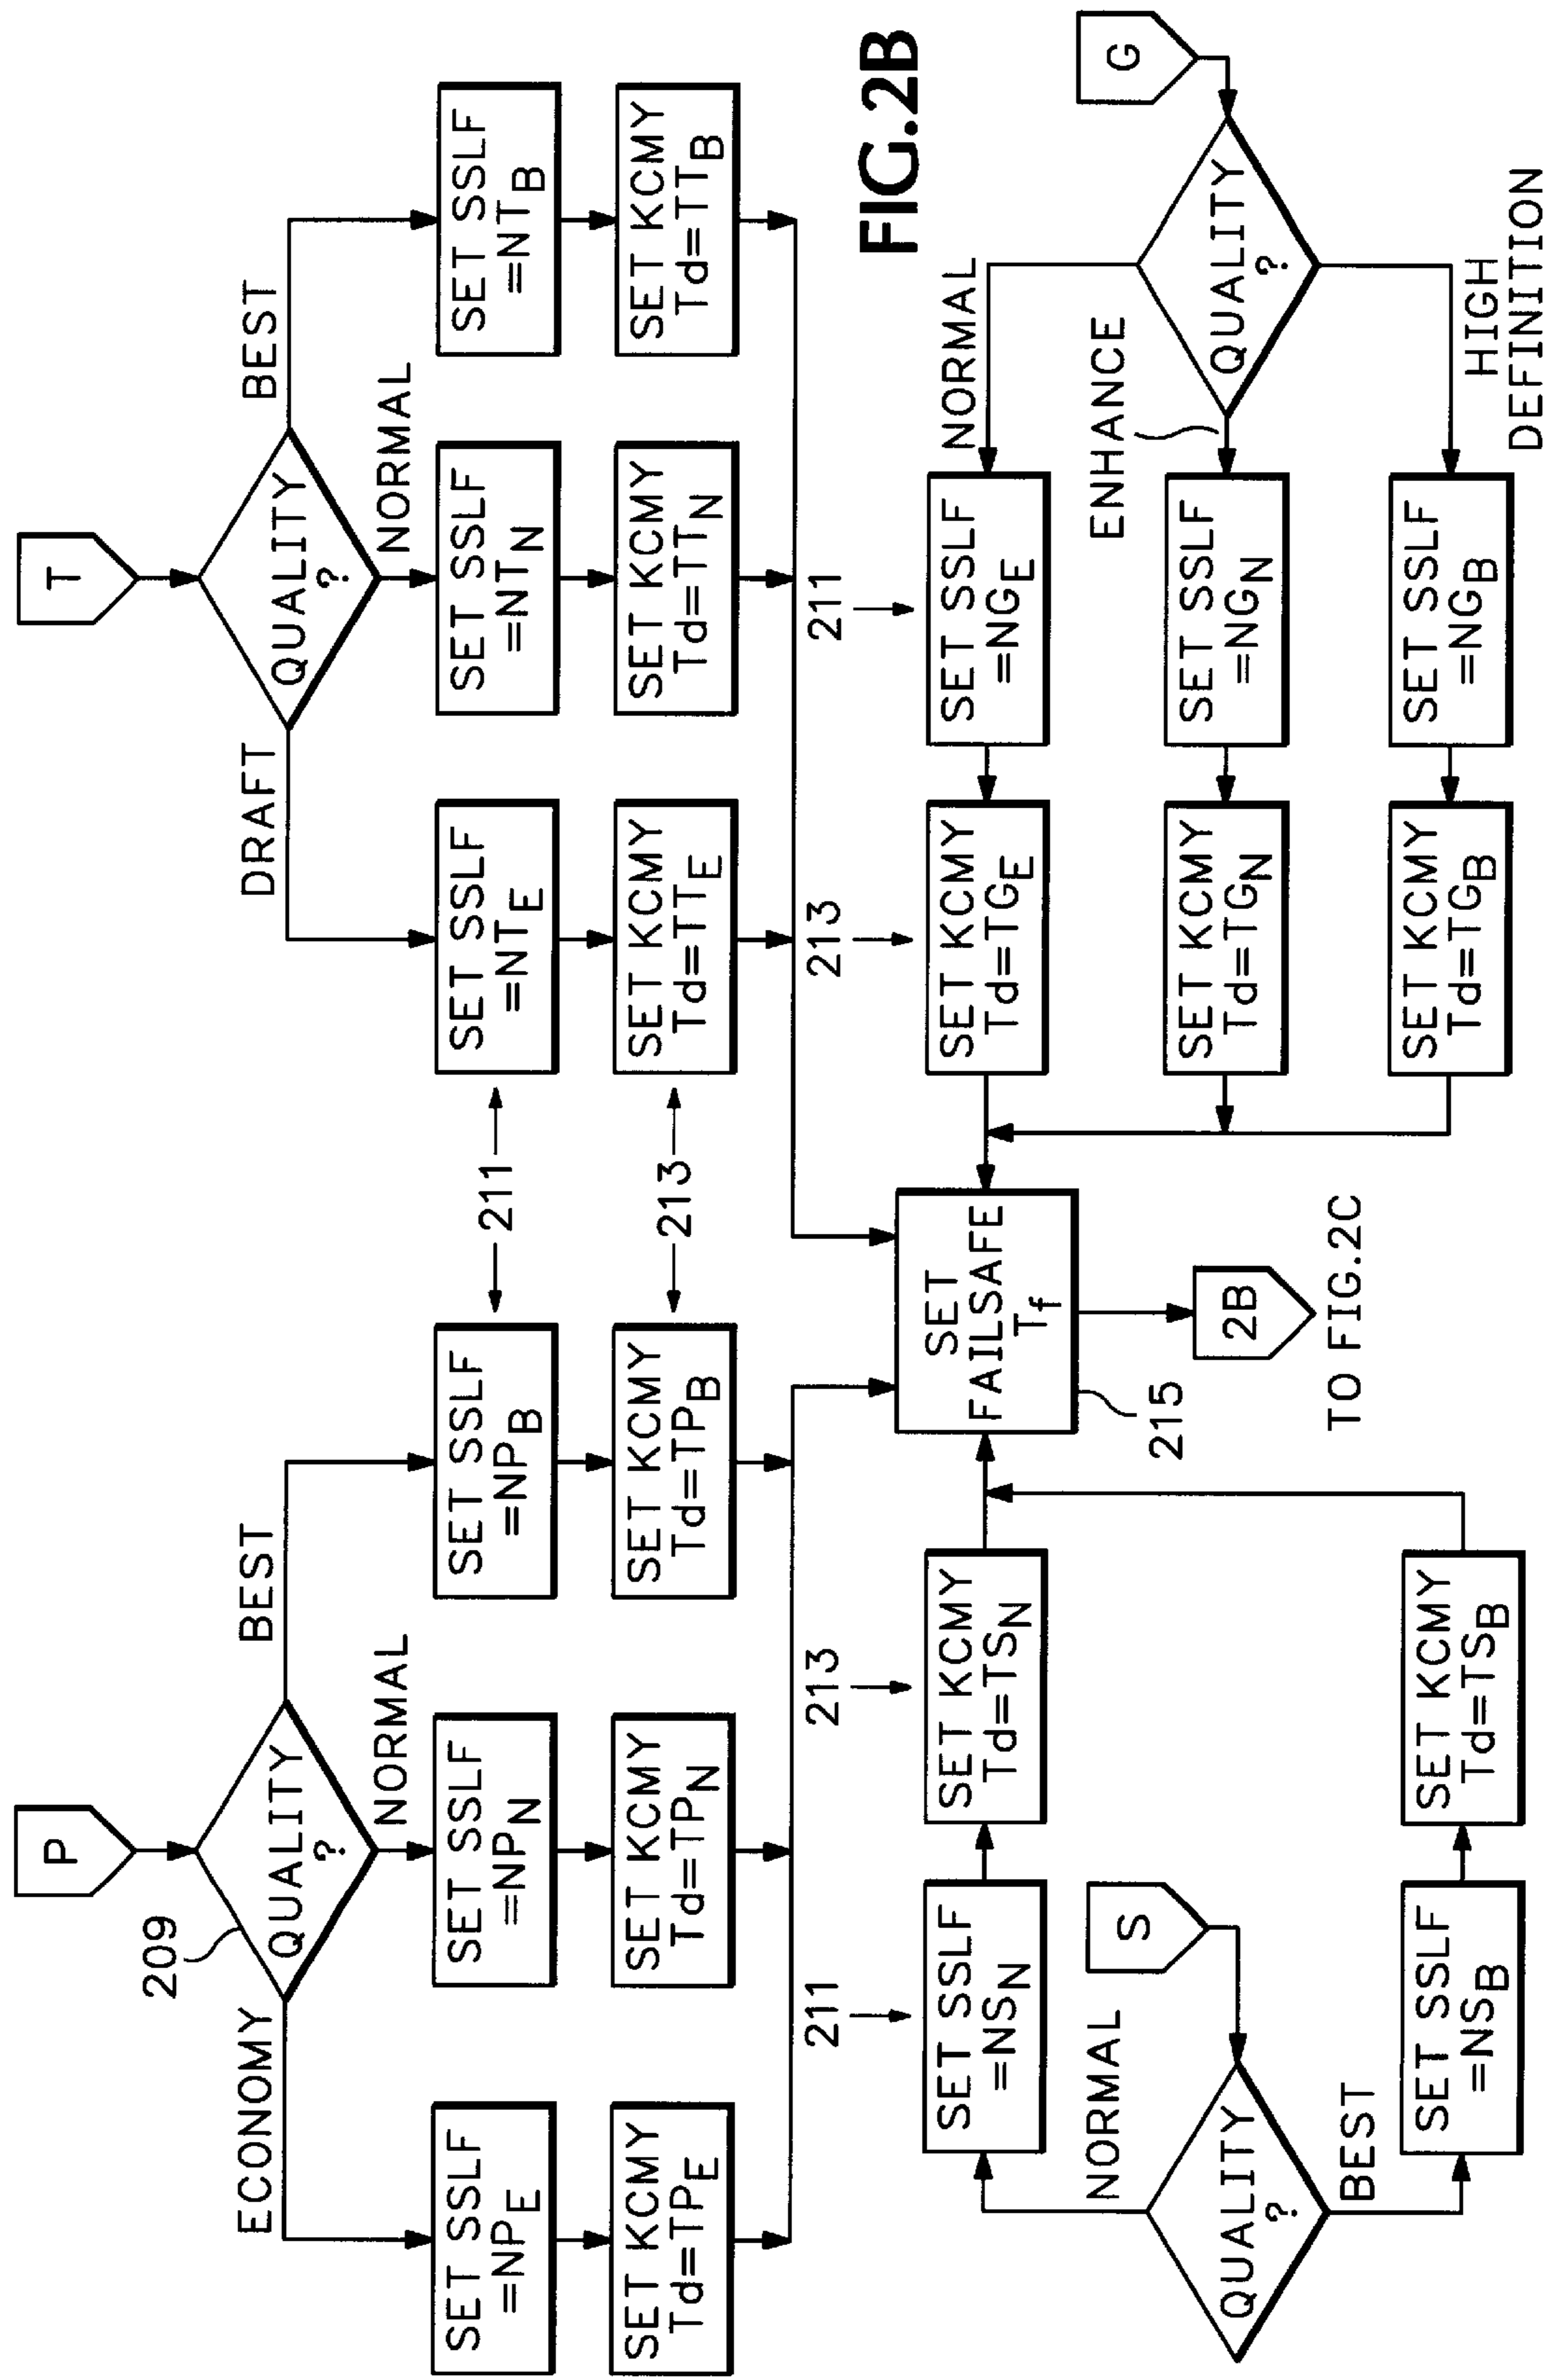 P
209
QUALITY
?
ECONOMY
NORMAL
BEST
SET SSLF
=NPE
SET SSLF
=NPN
SET SSLF
=NPB
SET KCMY
Td=TPE
SET KCMY
Td=TPN
SET KCMY
Td=TPB
211
213
T
QUALITY
?
DRAFT
NORMAL
BEST
SET SSLF
=NTE
SET SSLF
=NTN
SET SSLF
=NTB
SET KCMY
Td=TTE
SET KCMY
Td=TTN
SET KCMY
Td=TTB
FIG.2B
S
QUALITY
?
NORMAL
BEST
211
213
SET SSLF
=NSN
SET KCMY
Td=TSN
SET SSLF
=NSB
SET KCMY
Td=TSB
SET
FAILSAFE
Tf
215
2B
TO FIG.2C
213
211
G
QUALITY
?
NORMAL
ENHANCE
HIGH
DEFINITION
SET KCMY
Td=TGE
SET SSLF
=NGE
SET KCMY
Td=TGN
SET SSLF
=NGN
SET KCMY
Td=TGB
SET SSLF
=NGB